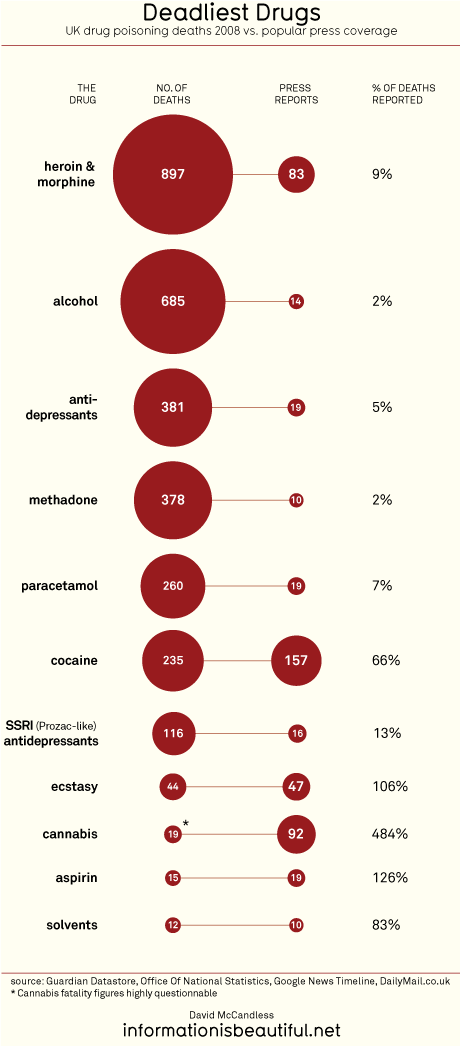 Deadliest Drugs
UK drug poisoning deaths 2008 vs. popular press coverage
THE DRUG NO. OF DEATHS PRESS REPORTS % OF DEATHS REPORTED
heroin & morphine 897 83 9%
alcohol 685 14 2%
anti-depressants 381 19 5%
methadone 378 10 2%
paracetamol 260 19 7%
cocaine 235 157 66%
SSRI (Prozac-like) antidepressants 116 16 13%
ecstasy 44 47 106%
cannabis 19 * 92 484%
aspirin 15 19 126%
solvents 12 10 83%
source: Guardian Datastore, Office Of National Statistics, Google News Timeline, DailyMail.co.uk
* Cannabis fatality figures highly questionnable
David McCandless
informationisbeautiful.net